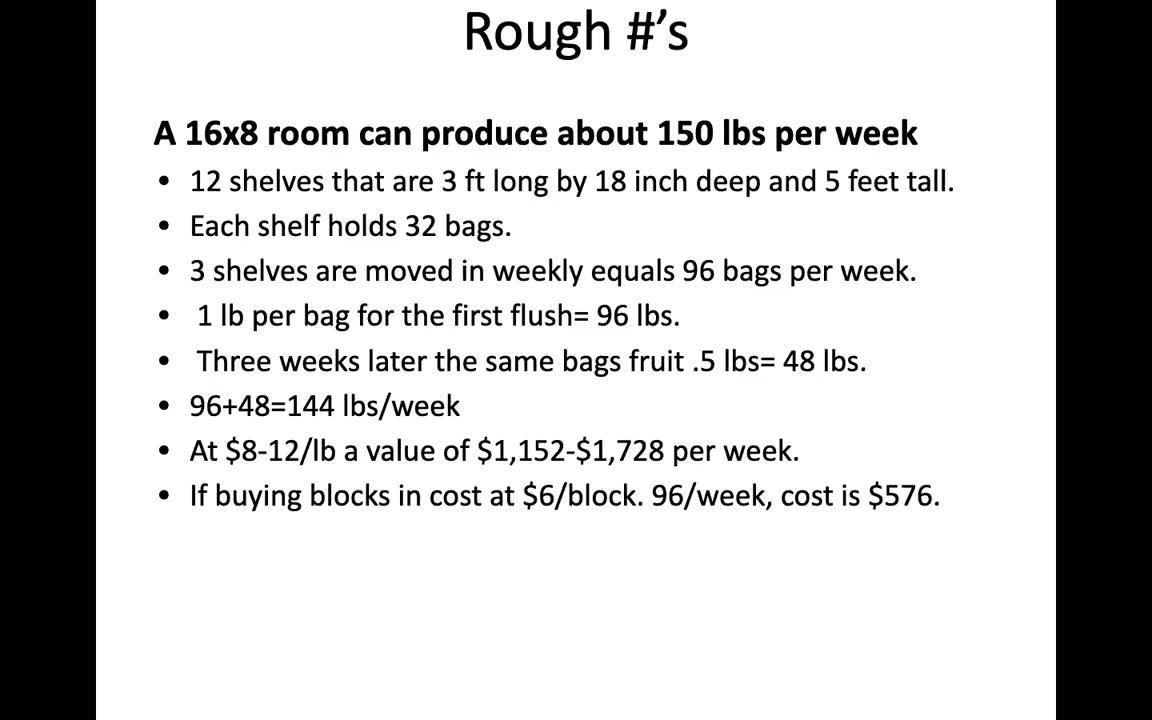 Rough #’s
A 16x8 room can produce about 150 lbs per week
• 12 shelves that are 3 ft long by 18 inch deep and 5 feet tall.
• Each shelf holds 32 bags.
• 3 shelves are moved in weekly equals 96 bags per week.
• 1 lb per bag for the first flush= 96 lbs.
• Three weeks later the same bags fruit .5 lbs= 48 lbs.
• 96+48=144 lbs/week
• At $8-12/lb a value of $1,152-$1,728 per week.
• If buying blocks in cost at $6/block. 96/week, cost is $576.